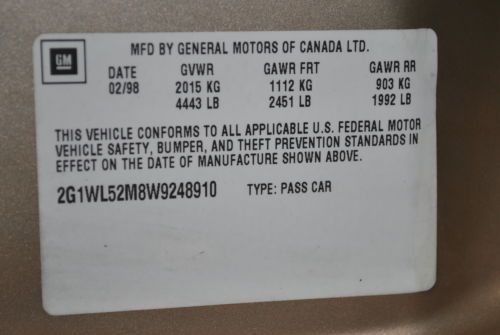 GM
MFD BY GENERAL MOTORS OF CANADA LTD.
DATE GVWR GAWR FRT GAWR RR
02/98 2015 KG 1112 KG 903 KG
4443 LB 2451 LB 1992 LB
THIS VEHICLE CONFORMS TO ALL APPLICABLE U.S. FEDERAL MOTOR
VEHICLE SAFETY, BUMPER, AND THEFT PREVENTION STANDARDS IN
EFFECT ON THE DATE OF MANUFACTURE SHOWN ABOVE.
2G1WL52M8W9248910 TYPE: PASS CAR